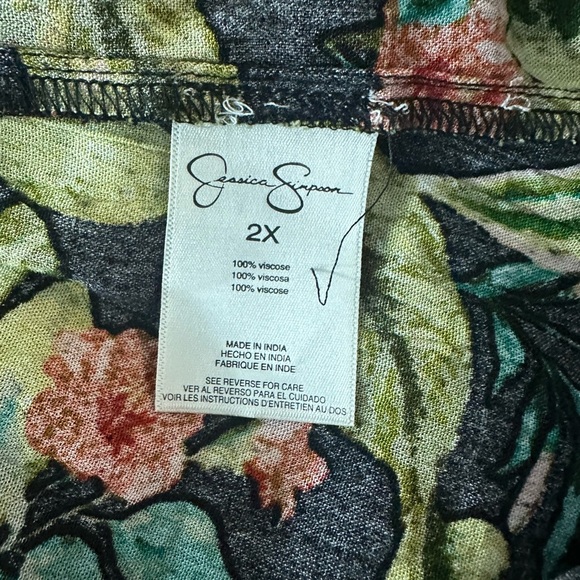 Jessica Simpson
2X
100% viscose
100% viscosa
100% viscose
MADE IN INDIA
HECHO EN INDIA
FABRIQUE EN INDE
SEE REVERSE FOR CARE
VER AL REVERSO PARA EL CUIDADO
VOIR LES INSTRUCTIONS D'ENTRETIEN AU DOS